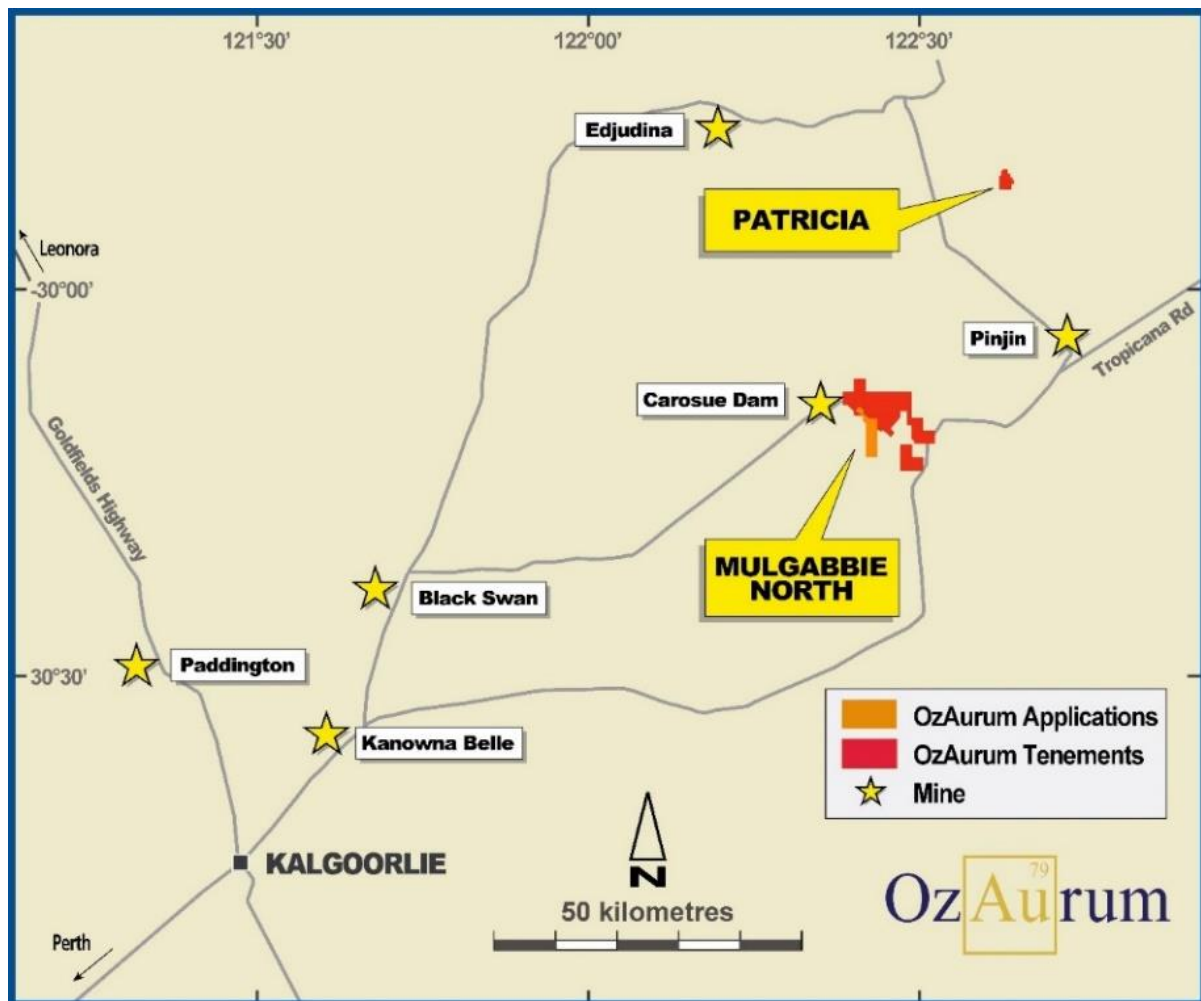 121°30'
122°00'
122°30'
Edjudina
PATRICIA
Leonora
-30°00'
Pinjin
Tropicana Rd
Carosue Dam
Goldfields Highway
MULGABBIE
NORTH
Black Swan
Paddington
30°30'
Kanowna Belle
OzAurum Applications
OzAurum Tenements
Mine
KALGOORLIE
N
50 kilometres
79
OzAurum
Perth